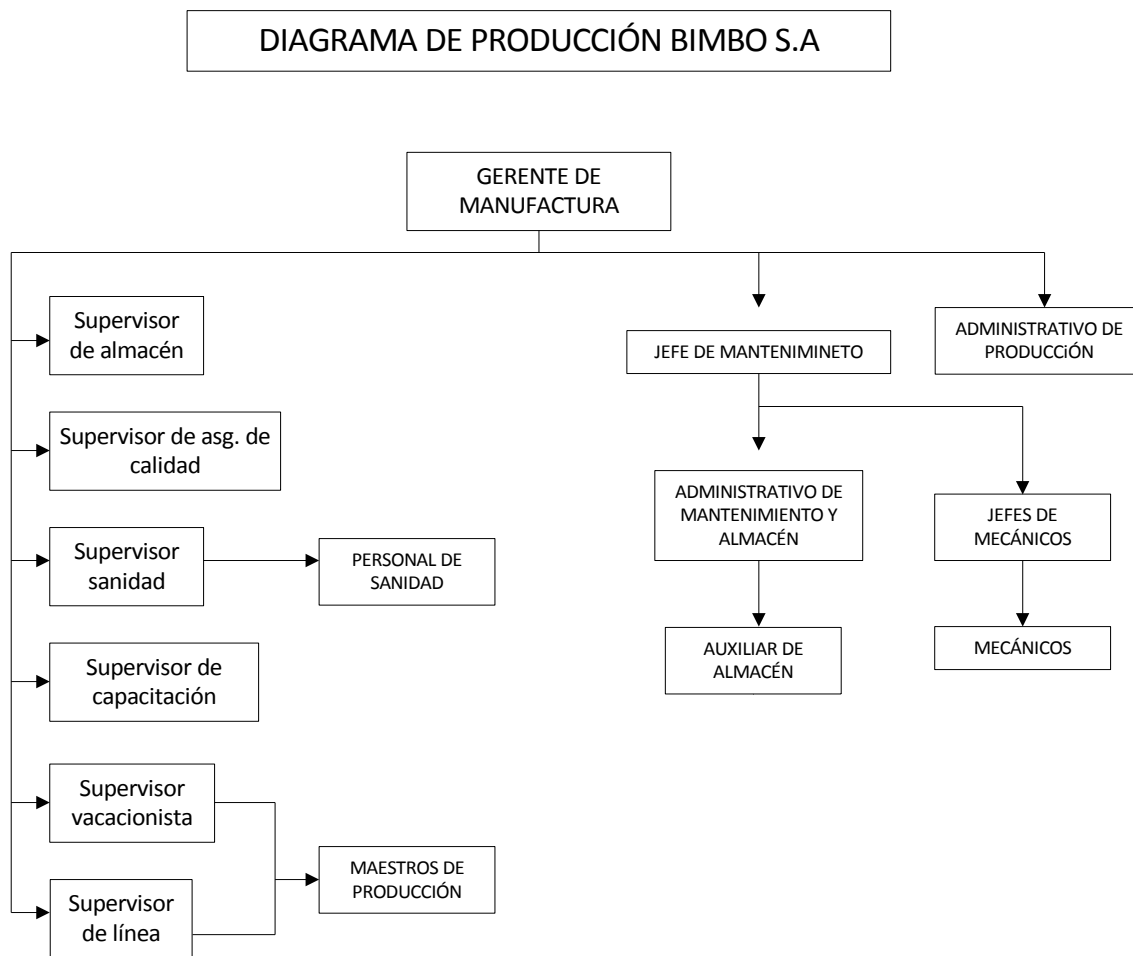 DIAGRAMA DE PRODUCCIÓN BIMBO S.A
GERENTE DE
MANUFACTURA
Supervisor
de almacén
JEFE DE MANTENIMINETO
ADMINISTRATIVO DE
PRODUCCiÓN
Supervisor de asg. de
calidad
ADMINISTRATIVO DE
MANTENIMIENTO Y
ALMACÉN
JEFES DE
MECÁNICOS
Supervisor
sanidad
PERSONAL DE
SANIDAD
AUXILIAR DE
ALMACÉN
MECÁNICOS
Supervisor de
capacitación
Supervisor
vacacionista
MAESTROS DE
PRODUCCIÓN
Supervisor
de línea